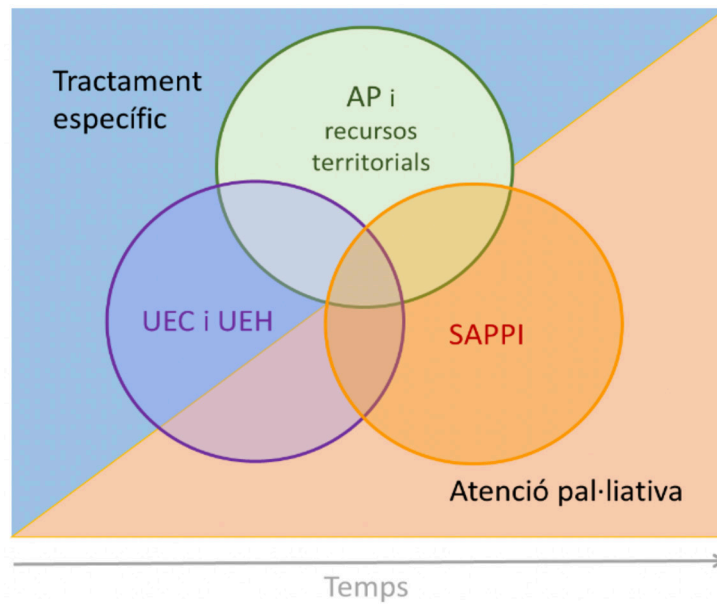 Tractament
específic
AP i
recursos
territorials
UEC i UEH
SAPPI
Atenció pal·liativa
Temps